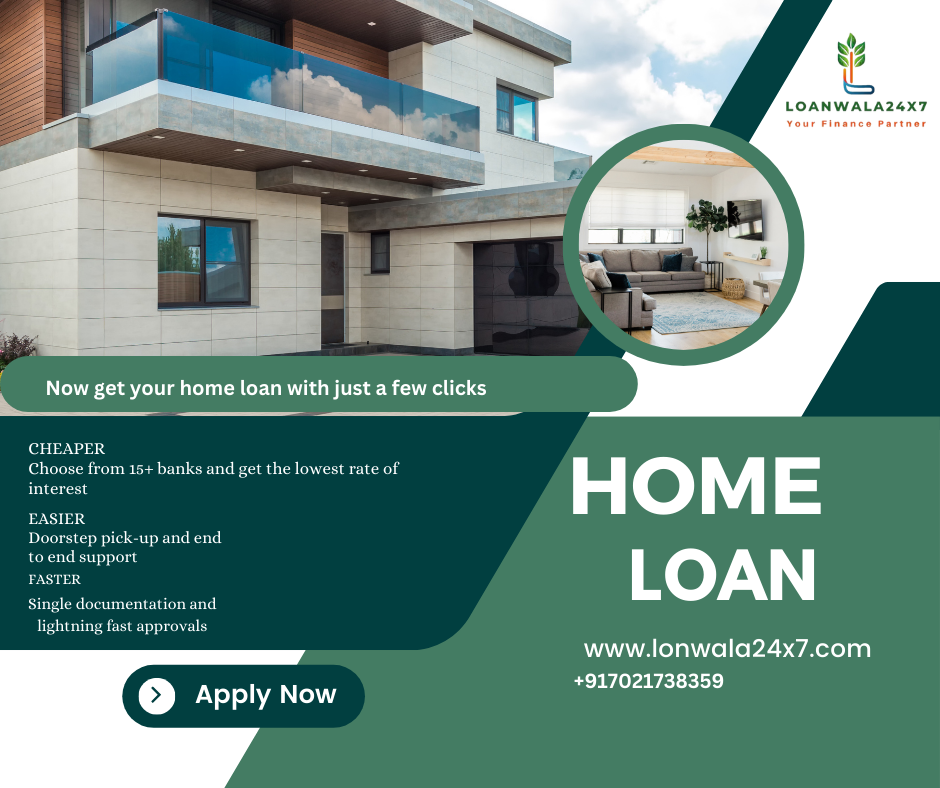 LOANWALA24X7
Your Finance Partner
Now get your home loan with just a few clicks
CHEAPER
Choose from 15+ banks and get the lowest rate of
interest
EASIER
Doorstep pick-up and end
to end support
FASTER
Single documentation and
lightning fast approvals
Apply Now
HOME
LOAN
www.lonwala24x7.com
+917021738359